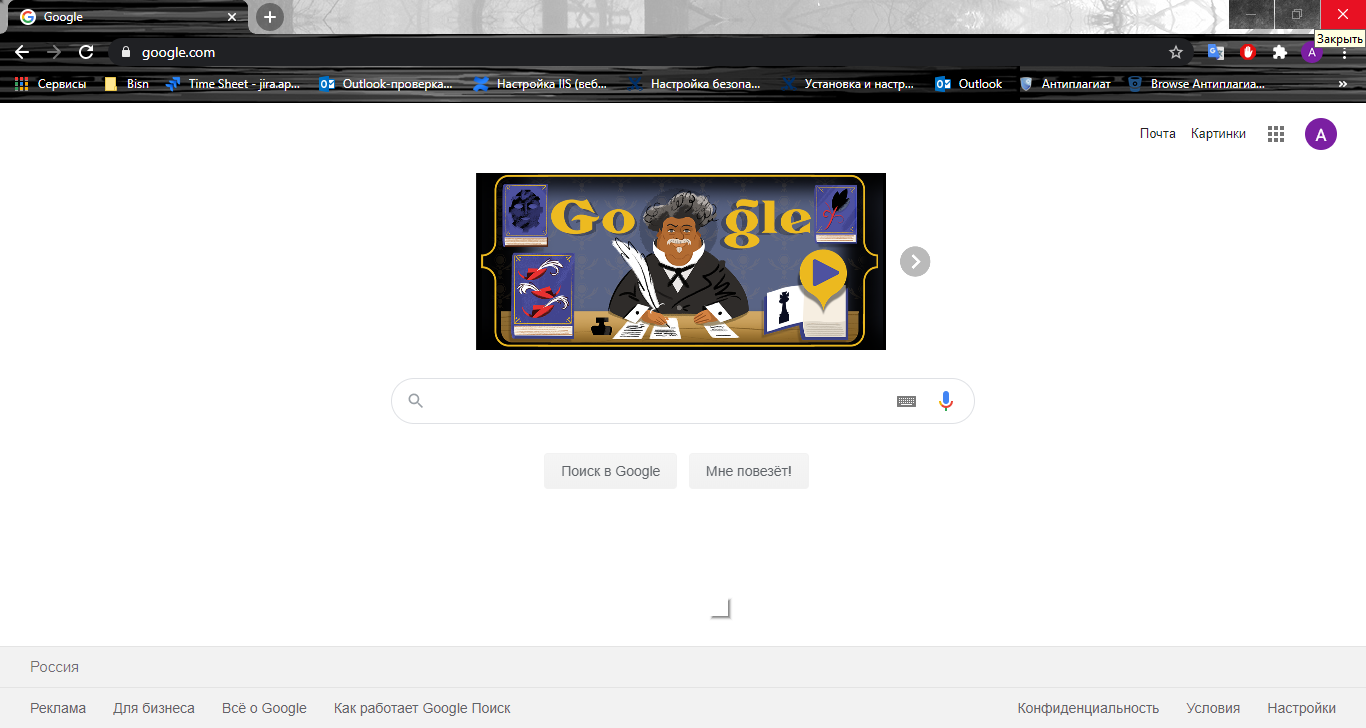 Google
Закрыть
google.com
A
Сервисы
Bisn
Time Sheet - jira.ap...
Outlook-проверка...
Настройка IIS (веб...
Настройка безопа...
Установка и настр...
Outlook
Антиплагиат
Browse Антиплагиа...
»
Почта
Картинки
A
Google
Поиск в Google
Мне повезёт!
Россия
Реклама
Для бизнеса
Всё о Google
Как работает Google Поиск
Конфиденциальность
Условия
Настройки